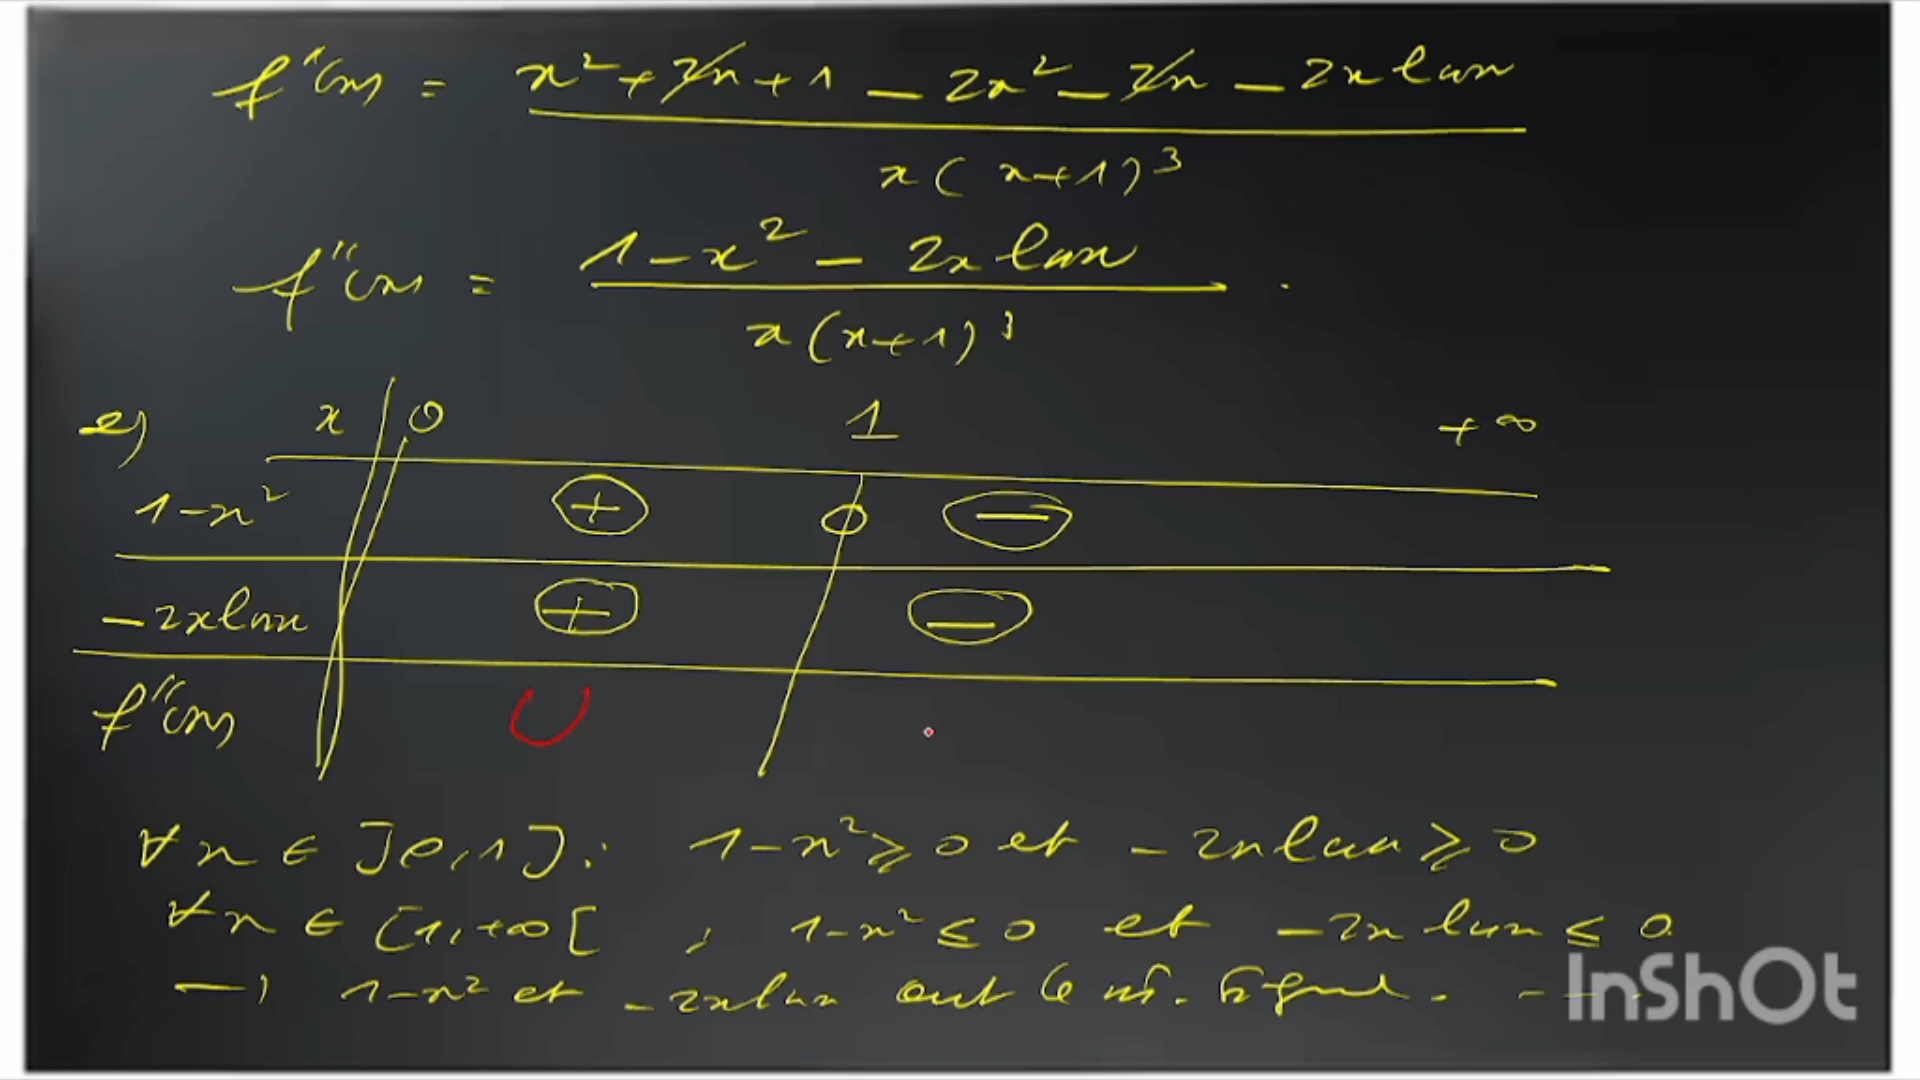 f''(x) = x² + 2x + 1 - 2x² - 2x - 2x ln x
x(x+1)³
f''(x) = 1 - x² - 2x ln x .
x(x+1)³
e) x 0 1 +∞
1-x² + 0 -
-2x ln x + -
f''(x)
∀x ∈ ]0,1] : 1-x² ≥ 0 et -2x ln x ≥ 0
∀x ∈ [1,+∞[ , 1-x² ≤ 0 et -2x ln x ≤ 0.
→ 1-x² et -2x ln x ont le m̂ signe.
InShOt